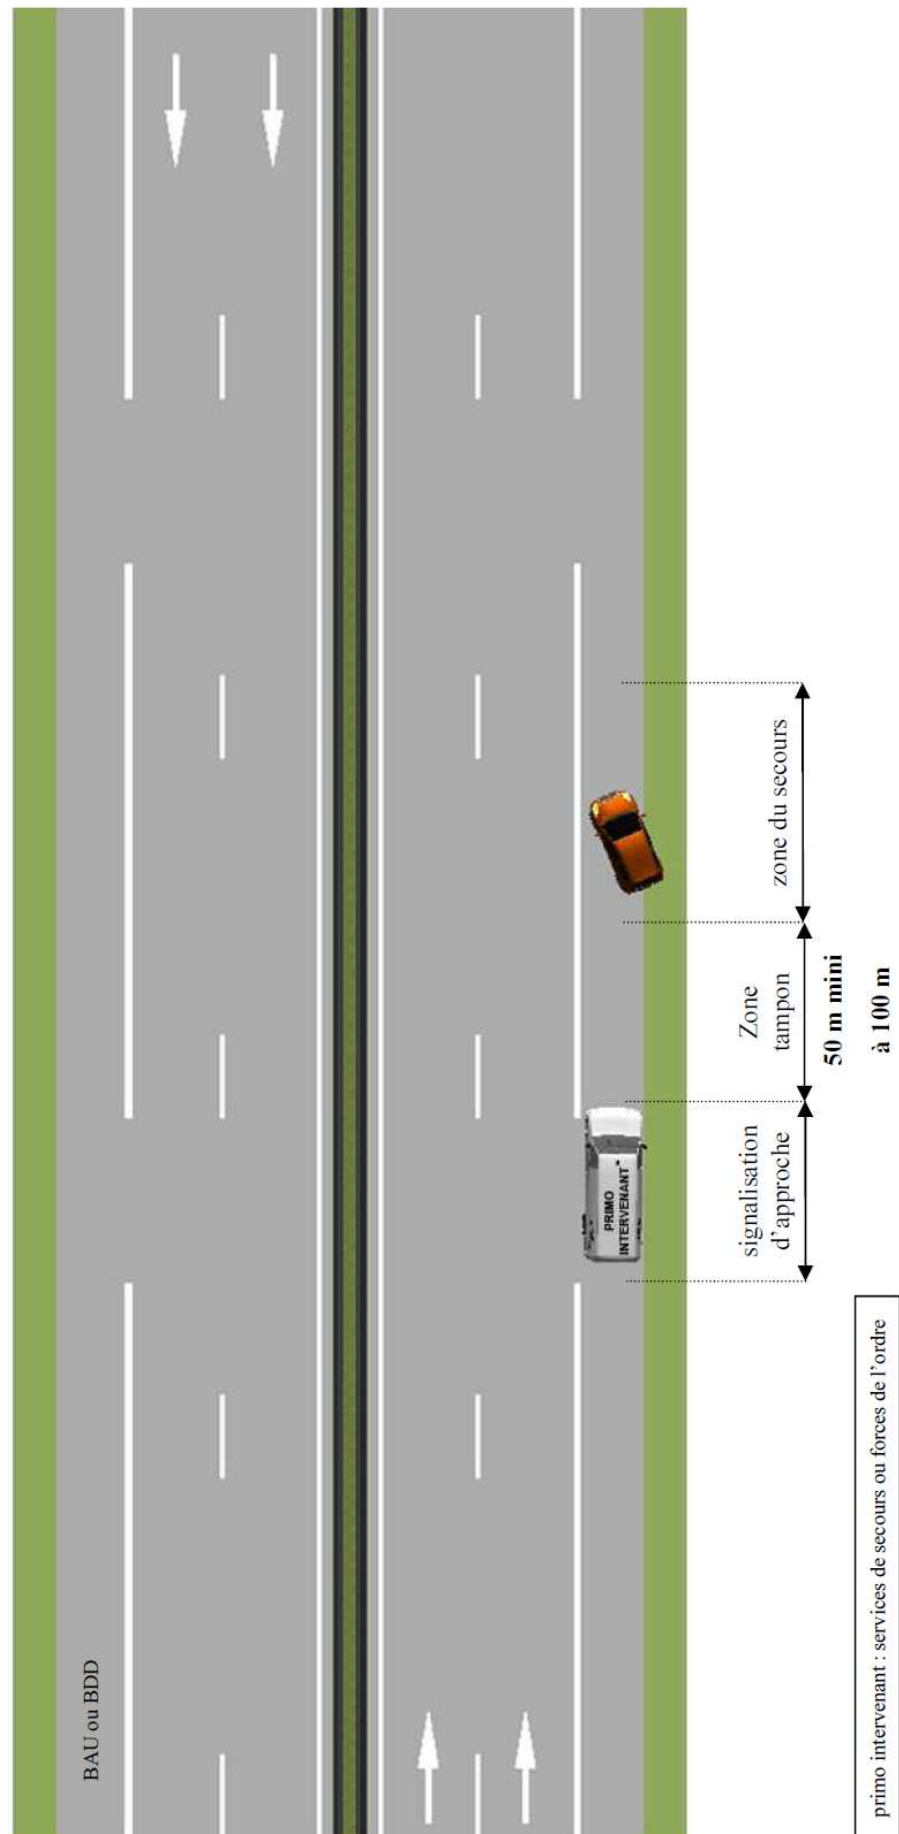 BAU ou BDD
PRIMO
INTERVENANT
signalisation
d’approche
Zone
tampon
50 m mini
à 100 m
zone du secours
primo intervenant : services de secours ou forces de l’ordre